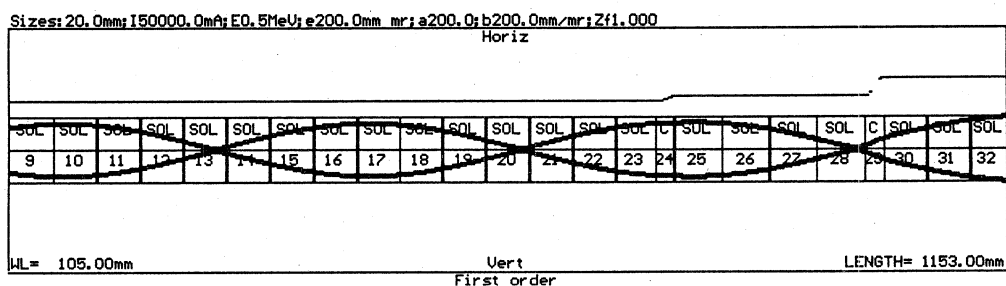 Sizes:20.0mm;I50000.0mA;E0.5MeV;e200.0mm mr;a200.0;b200.0mm/mr;Zf1.000
Horiz
SOL SOL SOL SOL SOL SOL SOL SOL SOL SOL SOL SOL SOL SOL SOL C SOL SOL SOL SOL C SOL SOL SOL
9 10 11 12 13 14 15 16 17 18 19 20 21 22 23 24 25 26 27 28 29 30 31 32
WL= 105.00mm Vert LENGTH= 1153.00mm
First order